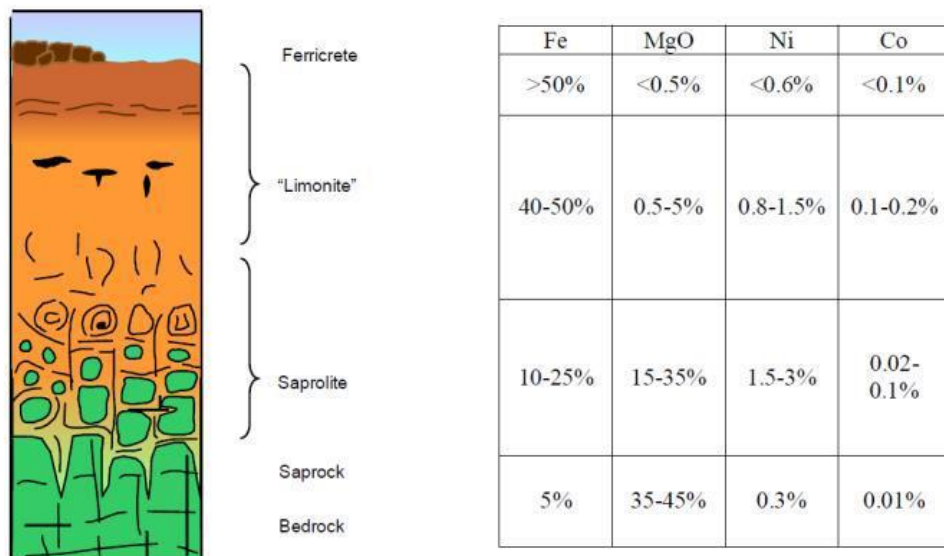 Ferricrete
"Limonite"
Saprolite
Saprock
Bedrock
Fe MgO Ni Co
>50% <0.5% <0.6% <0.1%
40-50% 0.5-5% 0.8-1.5% 0.1-0.2%
10-25% 15-35% 1.5-3% 0.02-
0.1%
5% 35-45% 0.3% 0.01%